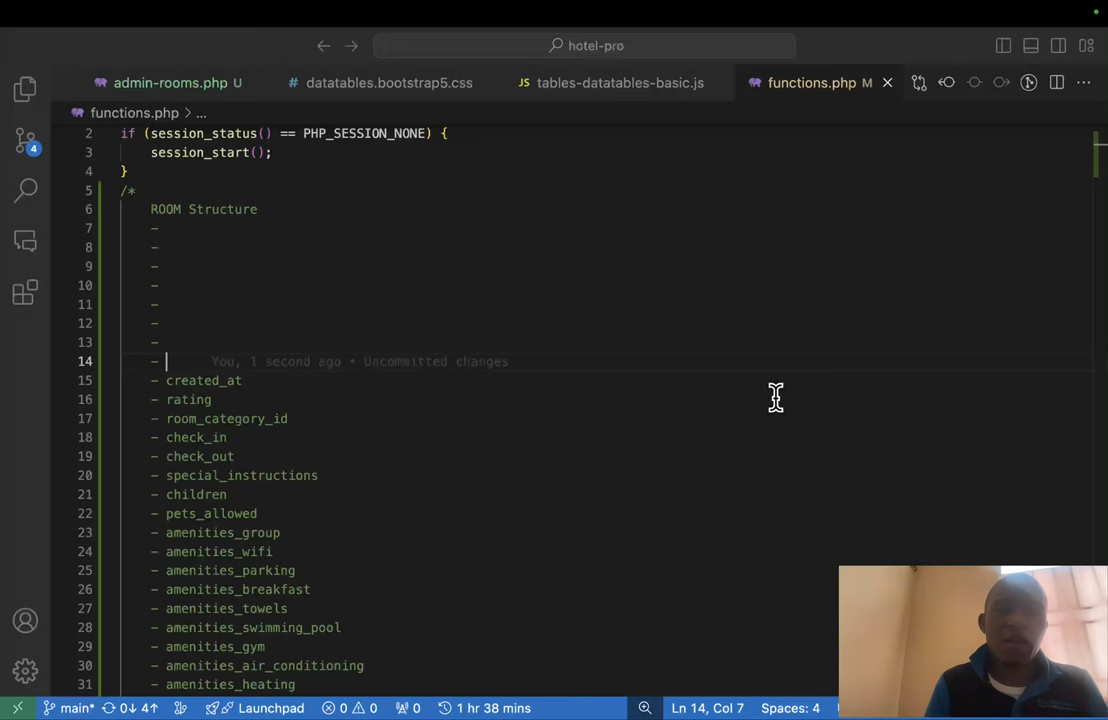 hotel-pro
admin-rooms.php U
# datatables.bootstrap5.css
JS tables-datatables-basic.js
functions.php M
functions.php > ...
2 if (session_status() == PHP_SESSION_NONE) {
3 session_start();
4 }
5 /*
6 ROOM Structure
7 -
8 -
9 -
10 -
11 -
12 -
13 -
14 - You, 1 second ago • Uncommitted changes
15 - created_at
16 - rating
17 - room_category_id
18 - check_in
19 - check_out
20 - special_instructions
21 - children
22 - pets_allowed
23 - amenities_group
24 - amenities_wifi
25 - amenities_parking
26 - amenities_breakfast
27 - amenities_towels
28 - amenities_swimming_pool
29 - amenities_gym
30 - amenities_air_conditioning
31 - amenities_heating
4
main* 0↓ 4↑ Launchpad 0 0 0 1 hr 38 mins Ln 14, Col 7 Spaces: 4